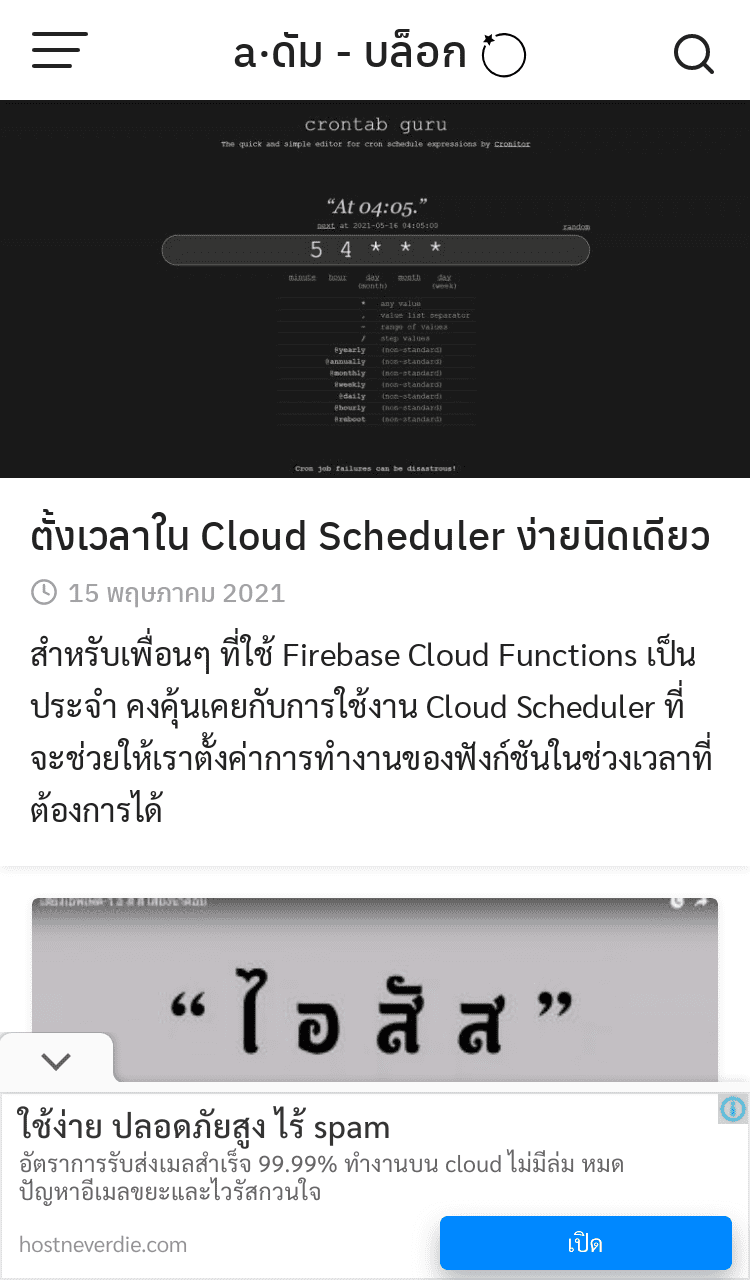 a·ดัม - บล็อก
crontab guru
The quick and simple editor for cron schedule expressions by Cronitor
“At 04:05.”
next at 2021-05-16 04:05:00
random
5 4 * * *
minute hour day (month) month day (week)
* any value
, value list separator
- range of values
/ step values
@yearly (non-standard)
@annually (non-standard)
@monthly (non-standard)
@weekly (non-standard)
@daily (non-standard)
@hourly (non-standard)
@reboot (non-standard)
Cron job failures can be disastrous!
ตั้งเวลาใน Cloud Scheduler ง่ายนิดเดียว
15 พฤษภาคม 2021
สำหรับเพื่อนๆ ที่ใช้ Firebase Cloud Functions เป็น
ประจำ คงคุ้นเคยกับการใช้งาน Cloud Scheduler ที่
จะช่วยให้เราตั้งค่าการทำงานของฟังก์ชันในช่วงเวลาที่
ต้องการได้
“ ไ อ สั ส ”
ใช้ง่าย ปลอดภัยสูง ไร้ spam
อัตราการรับส่งเมลสำเร็จ 99.99% ทำงานบน cloud ไม่มีล่ม หมด
ปัญหาอีเมลขยะและไวรัสกวนใจ
hostneverdie.com
เปิด